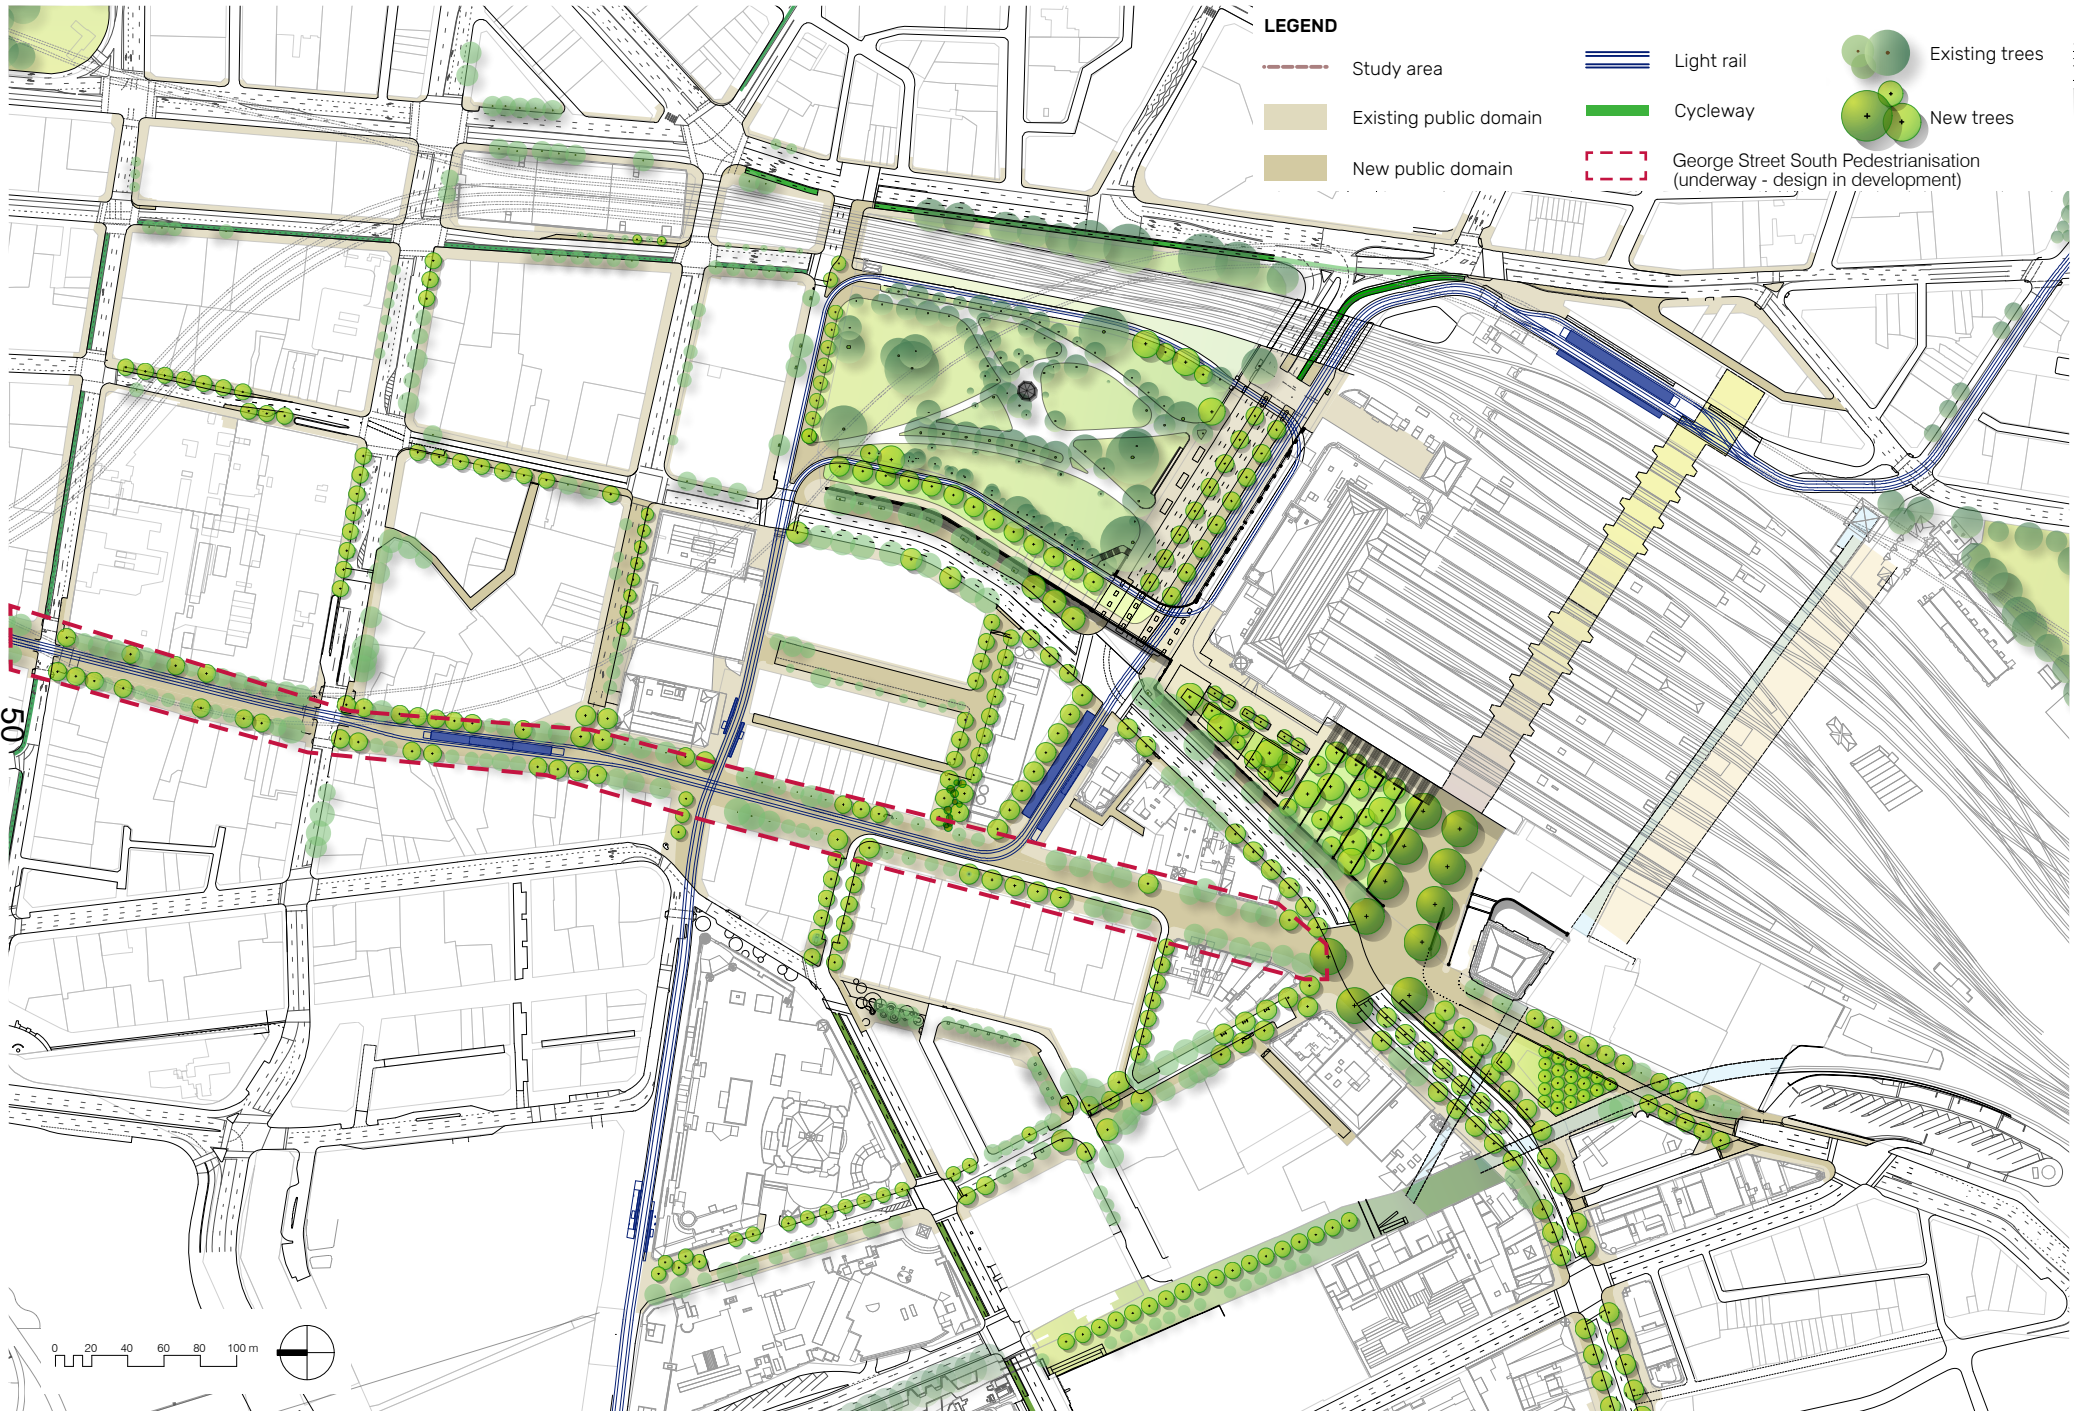 LEGEND
Study area
Existing public domain
New public domain
Light rail
Cycleway
George Street South Pedestrianisation
(underway - design in development)
Existing trees
New trees
50
0 20 40 60 80 100 m